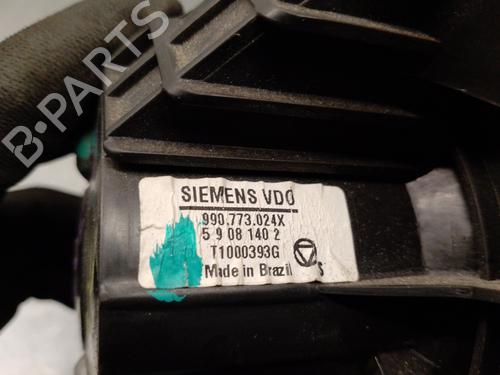 B-PARTS
SIEMENS VDO
990.773.024X
5 9 08 140 2
T1000393G
Made in Brazil